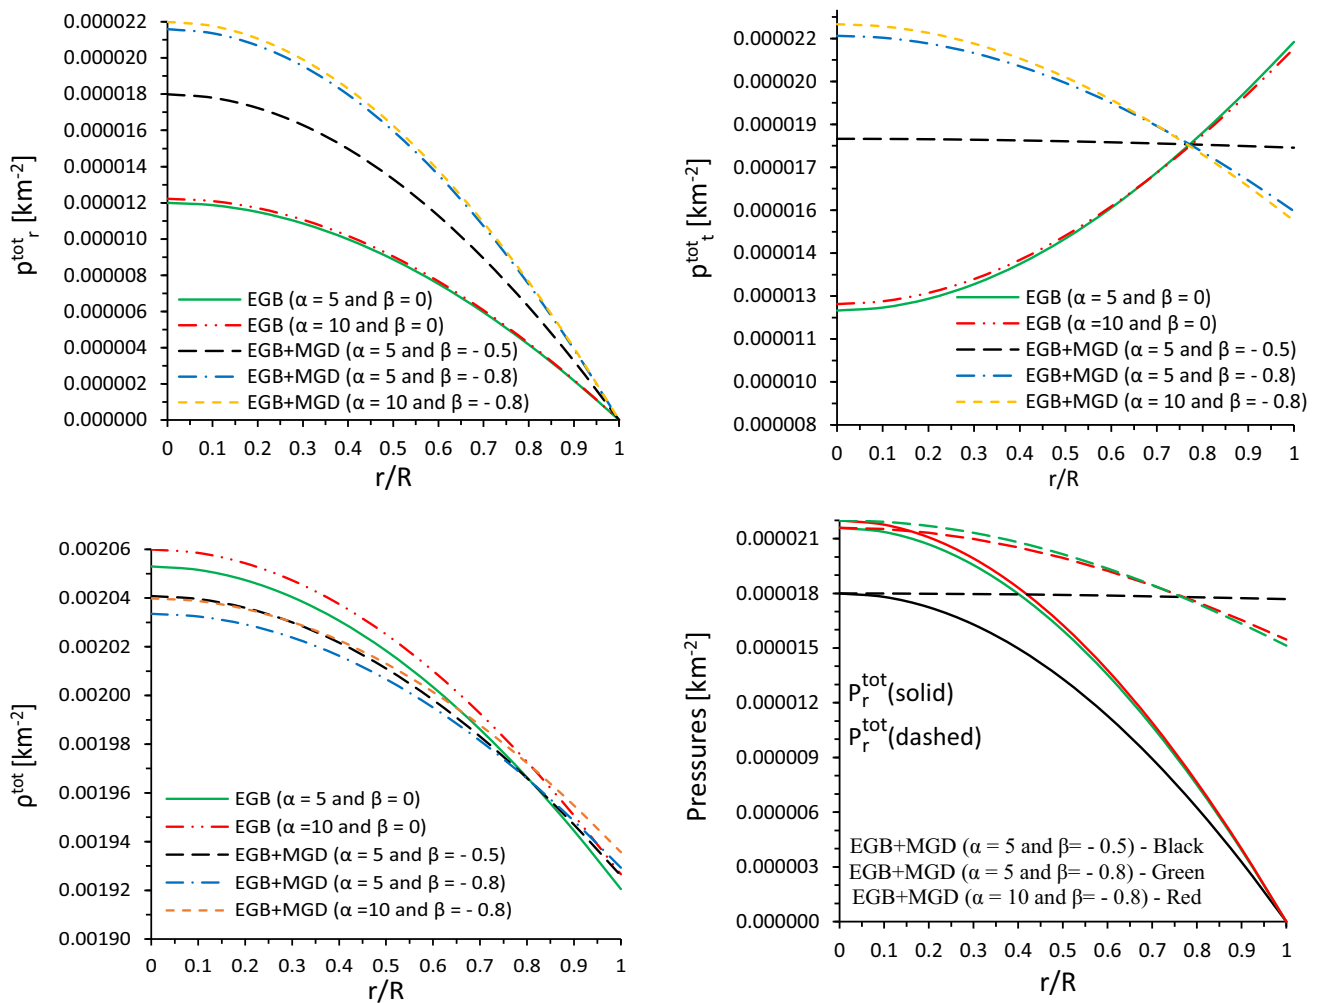 0.000022
0.000020
0.000018
0.000016
0.000014
0.000012
0.000010
0.000008
0.000006
0.000004
0.000002
0.000000
p^tot_r [km^-2]
EGB (α = 5 and β = 0)
EGB (α = 10 and β = 0)
EGB+MGD (α = 5 and β = - 0.5)
EGB+MGD (α = 5 and β = - 0.8)
EGB+MGD (α = 10 and β = - 0.8)
0 0.1 0.2 0.3 0.4 0.5 0.6 0.7 0.8 0.9 1
r/R
0.000022
0.000020
0.000019
0.000017
0.000016
0.000014
0.000013
0.000011
0.000010
0.000008
p^tot_t [km^-2]
EGB (α = 5 and β = 0)
EGB (α =10 and β = 0)
EGB+MGD (α = 5 and β = - 0.5)
EGB+MGD (α = 5 and β = - 0.8)
EGB+MGD (α = 10 and β = - 0.8)
0 0.1 0.2 0.3 0.4 0.5 0.6 0.7 0.8 0.9 1
r/R
0.00206
0.00204
0.00202
0.00200
0.00198
0.00196
0.00194
0.00192
0.00190
ρ^tot [km^-2]
EGB (α = 5 and β = 0)
EGB (α =10 and β = 0)
EGB+MGD (α = 5 and β = - 0.5)
EGB+MGD (α = 5 and β = - 0.8)
EGB+MGD (α =10 and β = - 0.8)
0 0.1 0.2 0.3 0.4 0.5 0.6 0.7 0.8 0.9 1
r/R
0.000021
0.000018
0.000015
0.000012
0.000009
0.000006
0.000003
0.000000
Pressures [km^-2]
P_r^tot(solid)
P_r^tot(dashed)
EGB+MGD (α = 5 and β= - 0.5) - Black
EGB+MGD (α = 5 and β= - 0.8) - Green
EGB+MGD (α = 10 and β= - 0.8) - Red
0 0.1 0.2 0.3 0.4 0.5 0.6 0.7 0.8 0.9 1
r/R